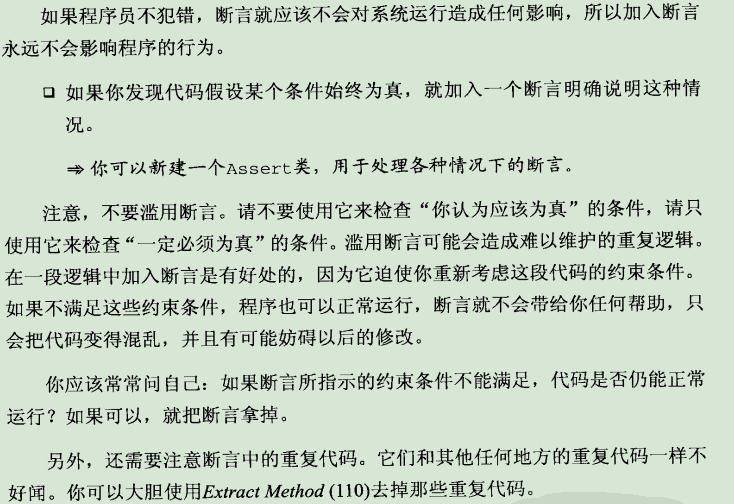 如果程序员不犯错，断言就应该不会对系统运行造成任何影响，所以加入断言
永远不会影响程序的行为。
❑ 如果你发现代码假设某个条件始终为真，就加入一个断言明确说明这种情
况。
⇒ 你可以新建一个Assert类，用于处理各种情况下的断言。
注意，不要滥用断言。请不要使用它来检查“你认为应该为真”的条件，请只
使用它来检查“一定必须为真”的条件。滥用断言可能会造成难以维护的重复逻辑。
在一段逻辑中加入断言是有好处的，因为它迫使你重新考虑这段代码的约束条件。
如果不满足这些约束条件，程序也可以正常运行，断言就不会带给你任何帮助，只
会把代码变得混乱，并且有可能妨碍以后的修改。
你应该常常问自己：如果断言所指示的约束条件不能满足，代码是否仍能正常
运行？如果可以，就把断言拿掉。
另外，还需要注意断言中的重复代码。它们和其他任何地方的重复代码一样不
好闻。你可以大胆使用Extract Method (110)去掉那些重复代码。